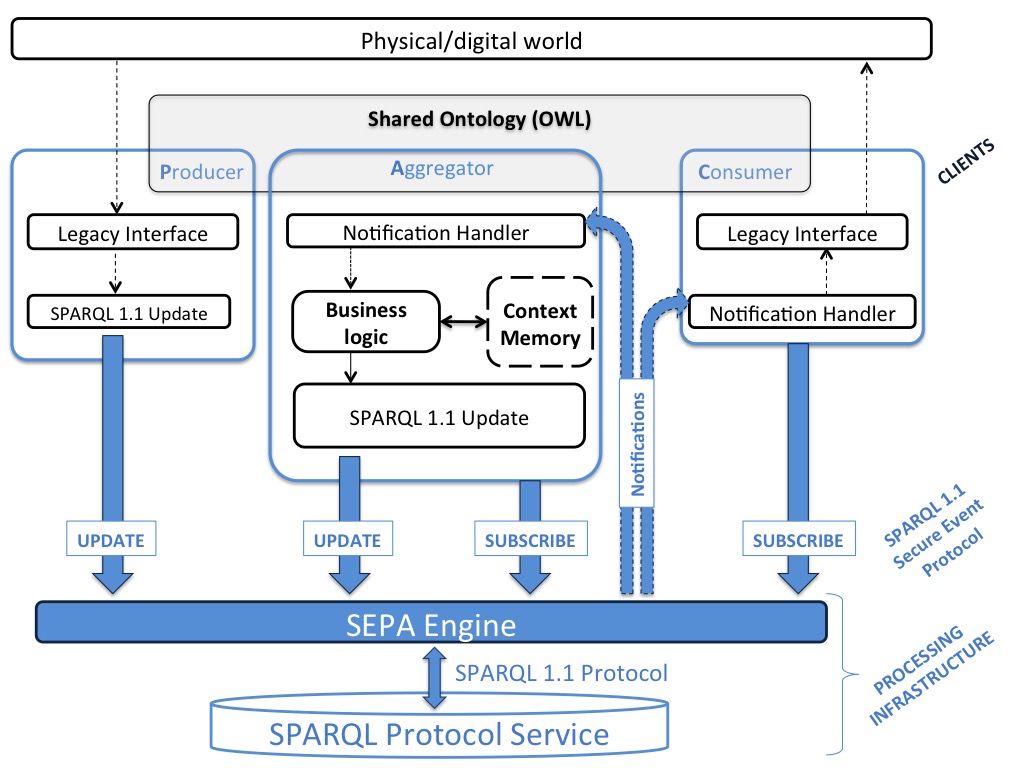 Physical/digital world
Shared Ontology (OWL)
CLIENTS
Producer
Aggregator
Consumer
Legacy Interface
Notification Handler
Legacy Interface
SPARQL 1.1 Update
Business
logic
Context
Memory
Notification Handler
SPARQL 1.1 Update
Notifications
UPDATE
UPDATE
SUBSCRIBE
SUBSCRIBE
SPARQL 1.1
Secure Event
Protocol
SEPA Engine
SPARQL 1.1 Protocol
PROCESSING
INFRASTRUCTURE
SPARQL Protocol Service